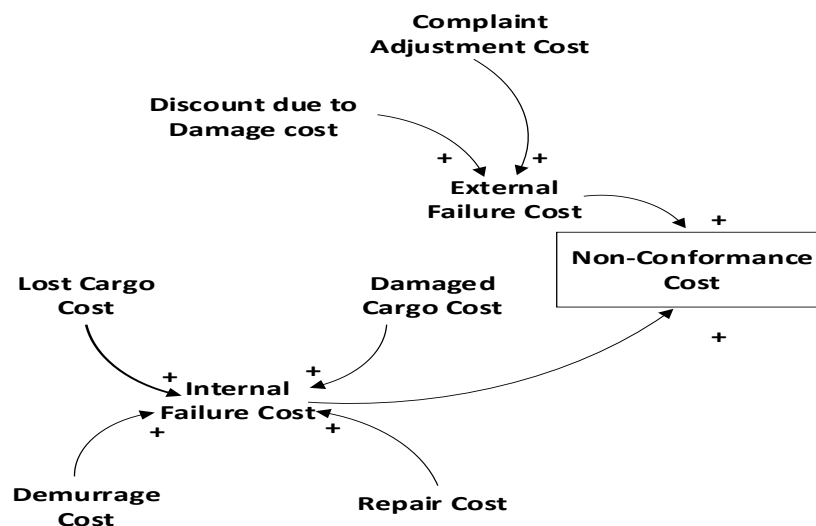 Complaint
Adjustment Cost
Discount due to
Damage cost
+
+
External
Failure Cost
+
Non-Conformance
Cost
+
Lost Cargo
Cost
Damaged
Cargo Cost
+
+
Internal
Failure Cost
+
+
Demurrage
Cost
Repair Cost